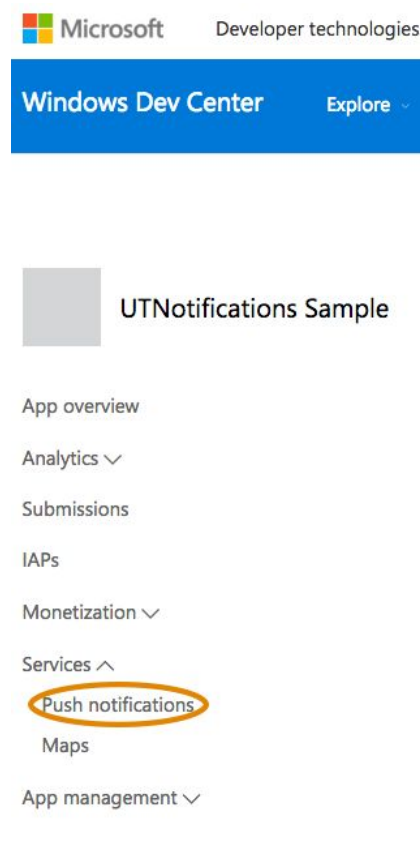 Microsoft Developer technologies
Windows Dev Center Explore
UTNotifications Sample
App overview
Analytics
Submissions
IAPs
Monetization
Services
Push notifications
Maps
App management